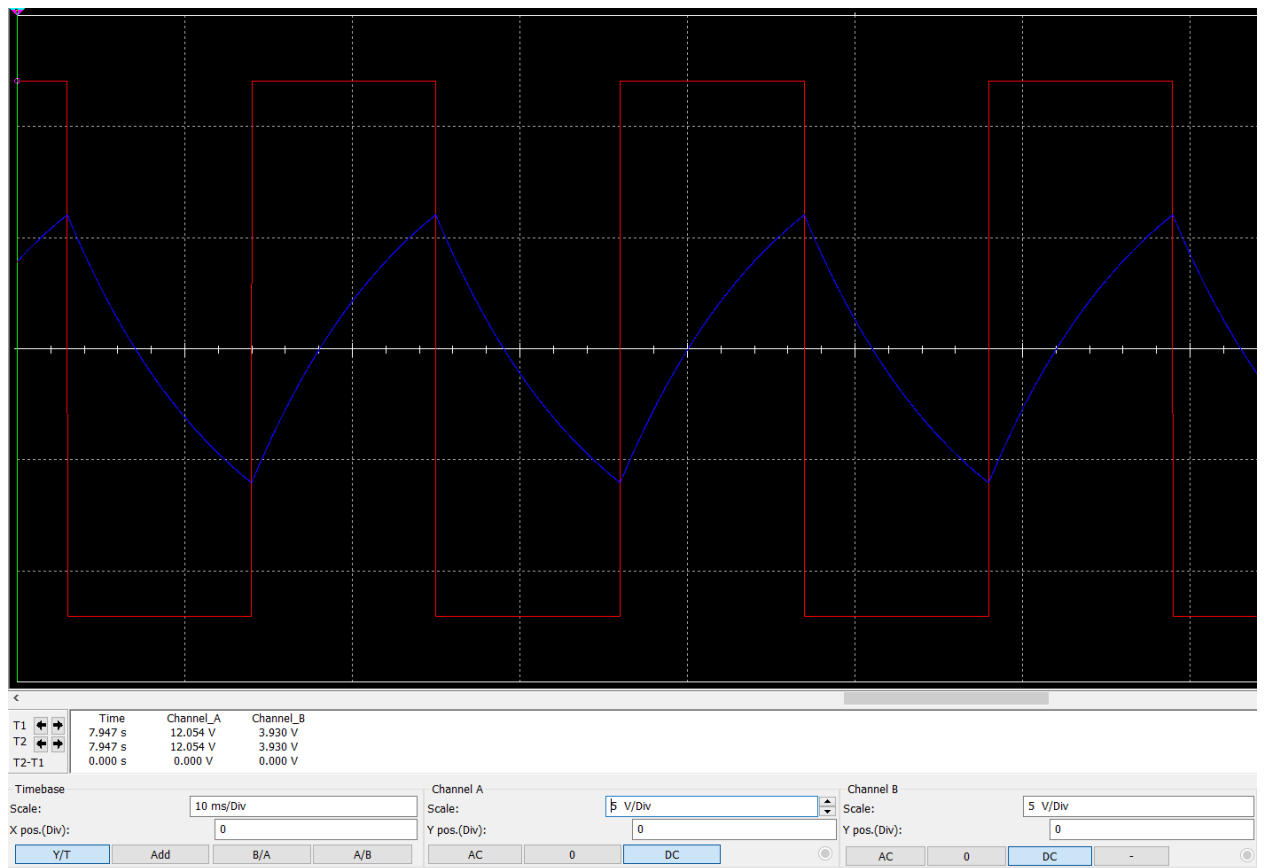 <
Time Channel_A Channel_B
T1 7.947 s 12.054 V 3.930 V
T2 7.947 s 12.054 V 3.930 V
T2-T1 0.000 s 0.000 V 0.000 V
Timebase
Scale: 10 ms/Div
X pos.(Div): 0
Y/T Add B/A A/B
Channel A
Scale: 5 V/Div
Y pos.(Div): 0
AC 0 DC
Channel B
Scale: 5 V/Div
Y pos.(Div): 0
AC 0 DC -